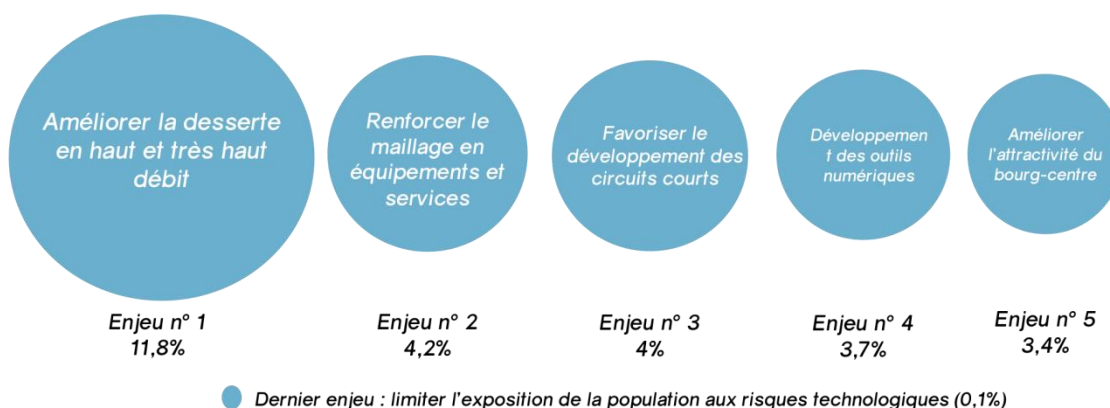 Améliorer la desserte
en haut et très haut
débit
Renforcer le
maillage en
équipements et
services
Favoriser le
développement des
circuits courts
Développemen
t des outils
numériques
Améliorer
l'attractivité du
bourg-centre
Enjeu n° 1
11,8%
Enjeu n° 2
4,2%
Enjeu n° 3
4%
Enjeu n° 4
3,7%
Enjeu n° 5
3,4%
Dernier enjeu : limiter l'exposition de la population aux risques technologiques (0,1%)